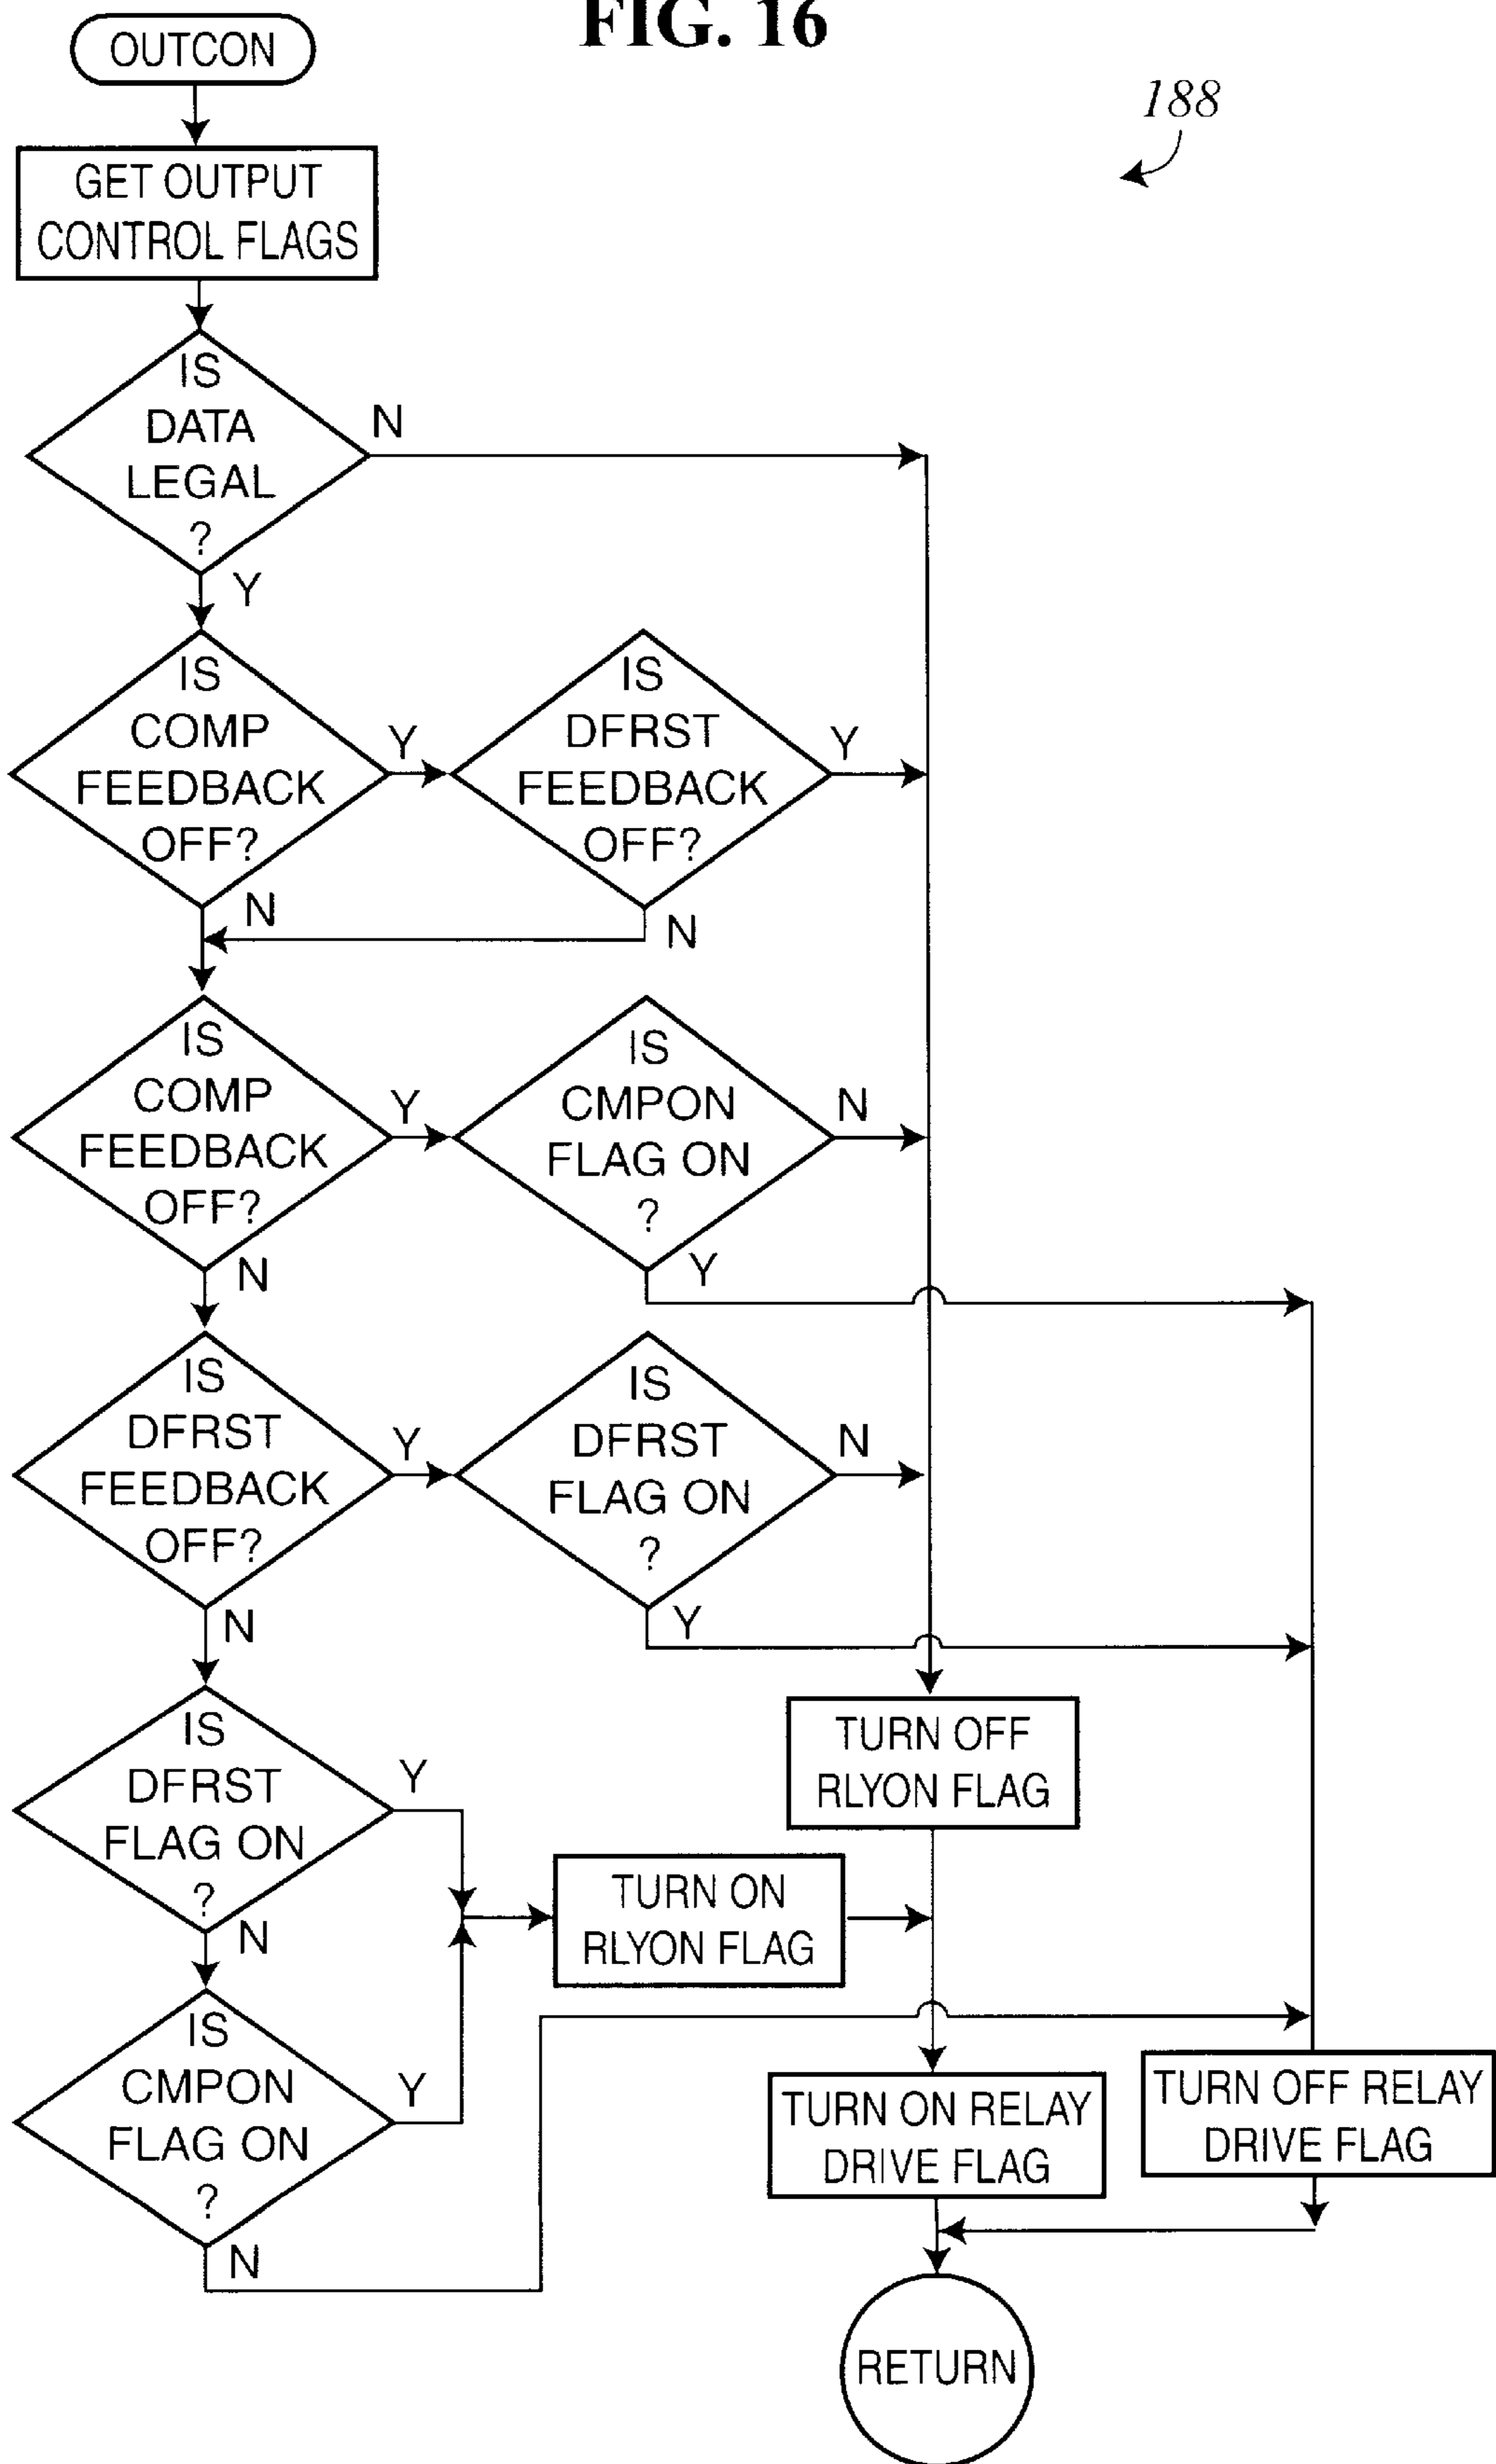 FIG. 16
OUTCON
188
GET OUTPUT
CONTROL FLAGS
IS
DATA
LEGAL
?
N
Y
IS
COMP
FEEDBACK
OFF?
Y
N
IS
DFRST
FEEDBACK
OFF?
Y
N
IS
COMP
FEEDBACK
OFF?
Y
N
IS
CMPON
FLAG ON
?
N
Y
IS
DFRST
FEEDBACK
OFF?
Y
N
IS
DFRST
FLAG ON
?
N
Y
IS
DFRST
FLAG ON
?
Y
N
TURN OFF
RLYON FLAG
TURN ON
RLYON FLAG
IS
CMPON
FLAG ON
?
Y
N
TURN ON RELAY
DRIVE FLAG
TURN OFF RELAY
DRIVE FLAG
RETURN